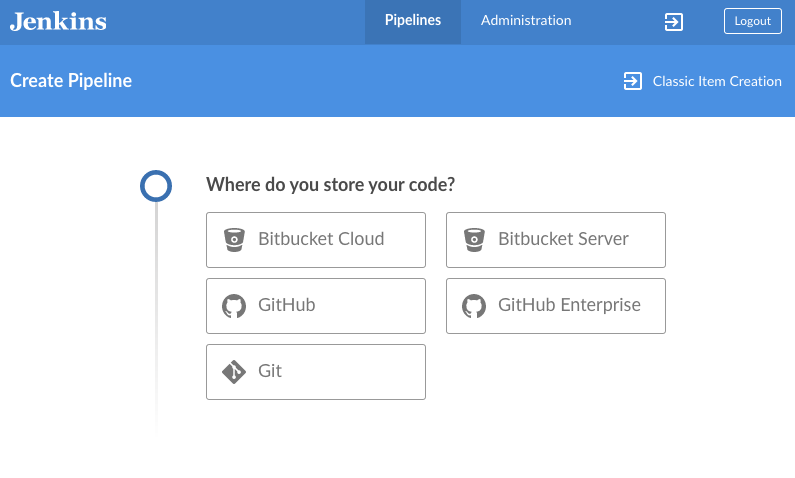 Jenkins Pipelines Administration Logout
Create Pipeline Classic Item Creation
Where do you store your code?
Bitbucket Cloud Bitbucket Server
GitHub GitHub Enterprise
Git